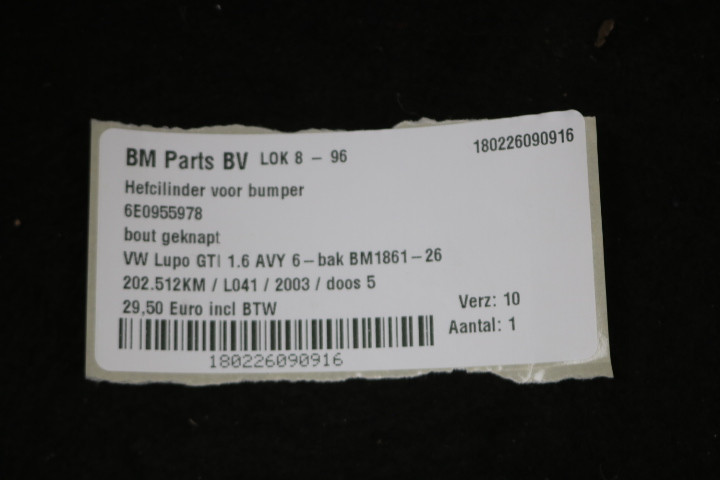 BM Parts BV LOK 8 - 96 180226090916
Hefcilinder voor bumper
6E0955978
bout geknapt
VW Lupo GTI 1.6 AVY 6-bak BM1861-26
202.512KM / L041 / 2003 / doos 5
29,50 Euro incl BTW
Verz: 10
Aantal: 1
180226090916